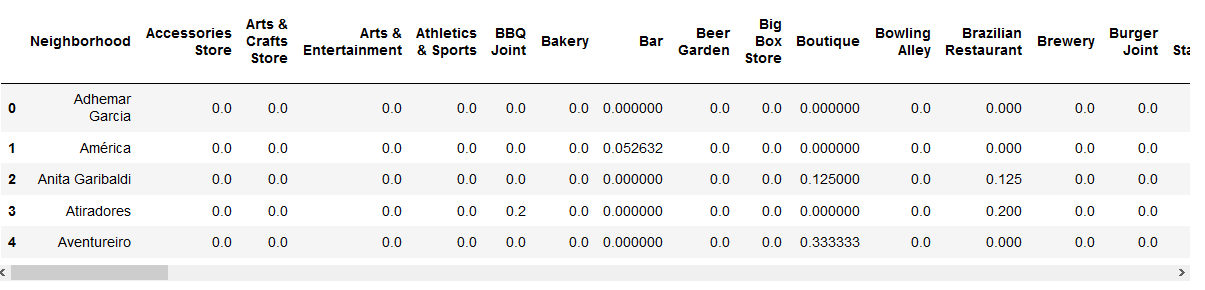 Neighborhood Accessories Store Arts & Crafts Store Arts & Entertainment Athletics & Sports BBQ Joint Bakery Bar Beer Garden Big Box Store Boutique Bowling Alley Brazilian Restaurant Brewery Burger Joint
0 Adhemar Garcia 0.0 0.0 0.0 0.0 0.0 0.0 0.000000 0.0 0.0 0.000000 0.0 0.000 0.0 0.0
1 América 0.0 0.0 0.0 0.0 0.0 0.0 0.052632 0.0 0.0 0.000000 0.0 0.000 0.0 0.0
2 Anita Garibaldi 0.0 0.0 0.0 0.0 0.0 0.0 0.000000 0.0 0.0 0.125000 0.0 0.125 0.0 0.0
3 Atiradores 0.0 0.0 0.0 0.0 0.2 0.0 0.000000 0.0 0.0 0.000000 0.0 0.200 0.0 0.0
4 Aventureiro 0.0 0.0 0.0 0.0 0.0 0.0 0.000000 0.0 0.0 0.333333 0.0 0.000 0.0 0.0